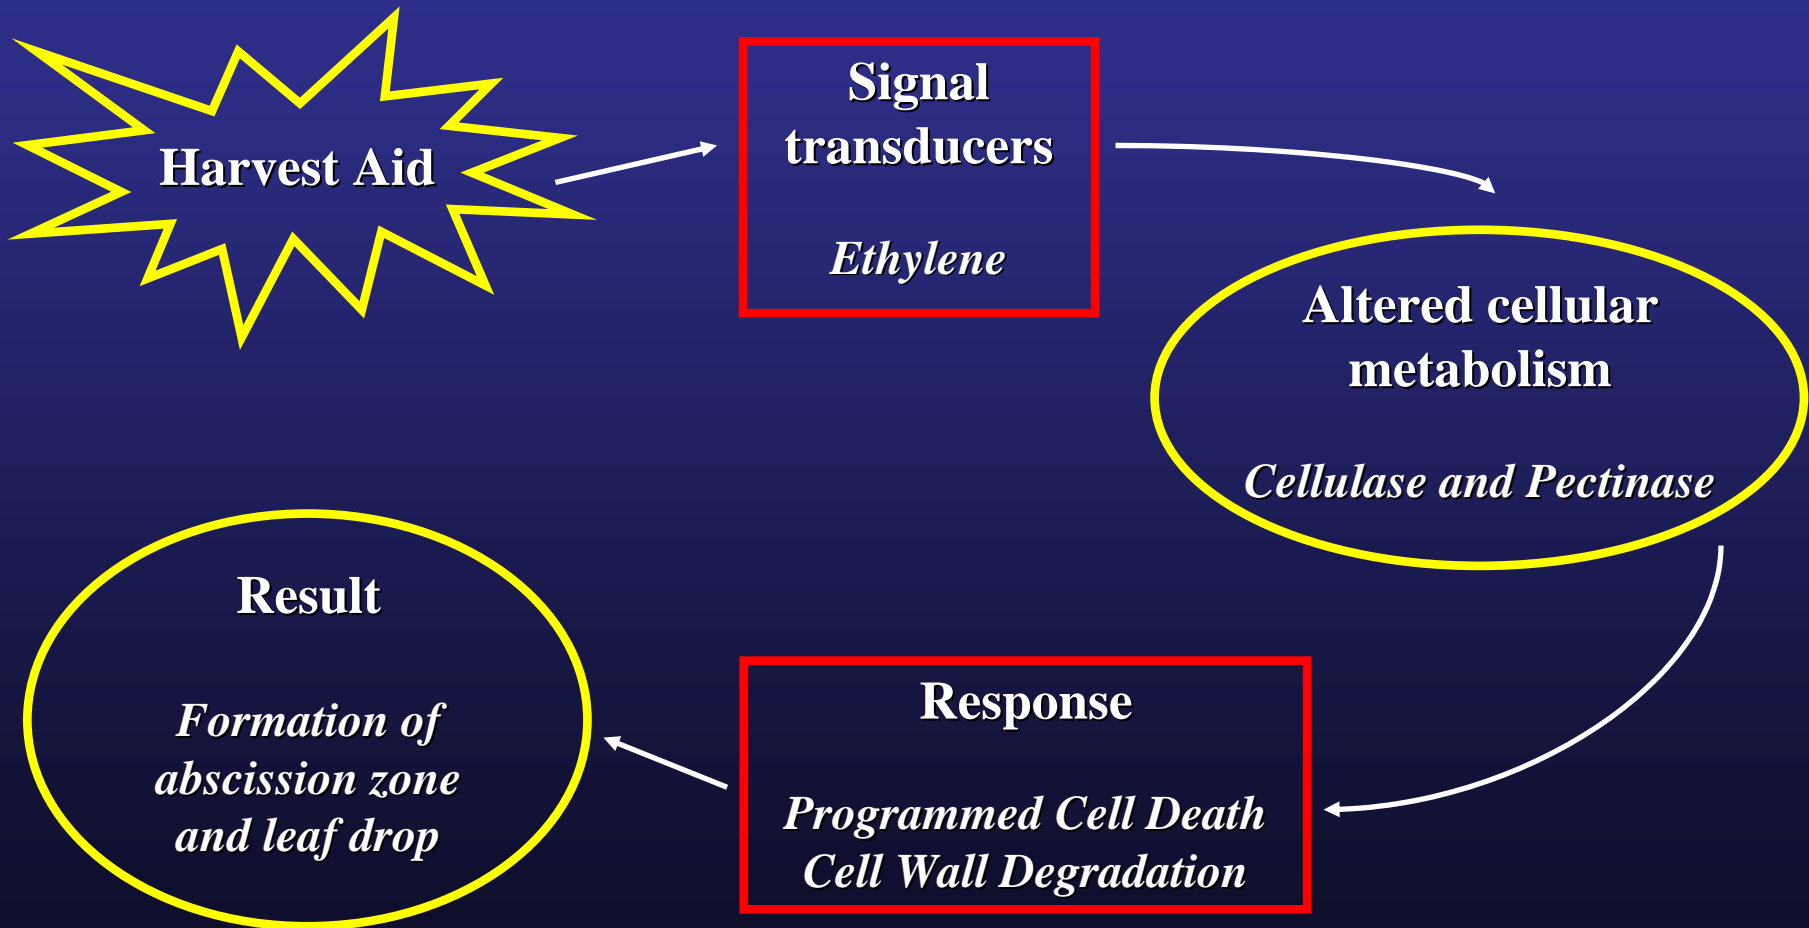 Harvest Aid
Signal
transducers
Ethylene
Altered cellular
metabolism
Cellulase and Pectinase
Response
Programmed Cell Death
Cell Wall Degradation
Result
Formation of
abscission zone
and leaf drop